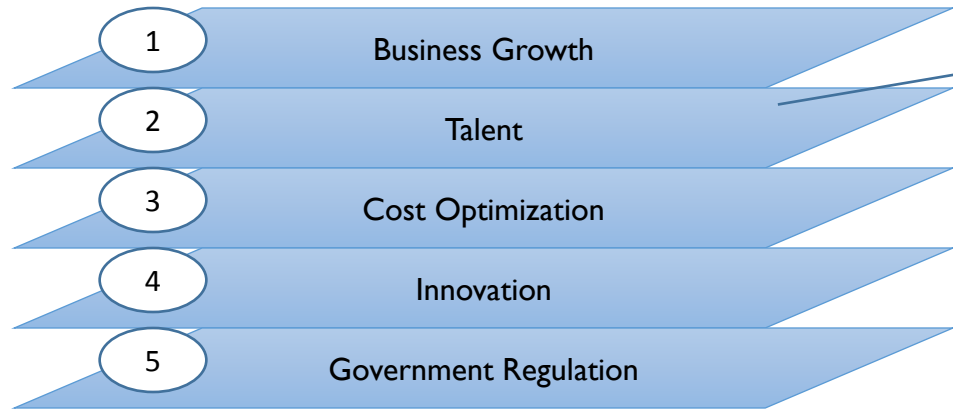 1 Business Growth
2 Talent
3 Cost Optimization
4 Innovation
5 Government Regulation